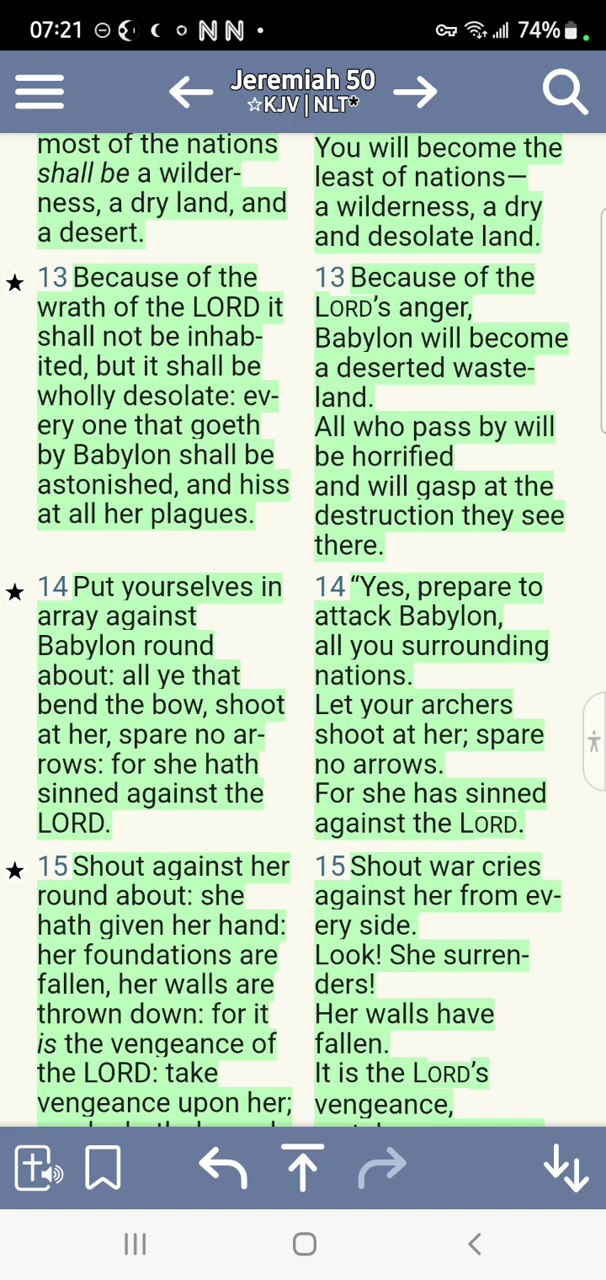 07:21
74%
Jeremiah 50
☆KJV | NLT*
most of the nations
shall be a wilder-
ness, a dry land, and
a desert.
13 Because of the
wrath of the LORD it
shall not be inhab-
ited, but it shall be
wholly desolate: ev-
ery one that goeth
by Babylon shall be
astonished, and hiss
at all her plagues.
14 Put yourselves in
array against
Babylon round
about: all ye that
bend the bow, shoot
at her, spare no ar-
rows: for she hath
sinned against the
LORD.
15 Shout against her
round about: she
hath given her hand:
her foundations are
fallen, her walls are
thrown down: for it
is the vengeance of
the LORD: take
vengeance upon her;
You will become the
least of nations—
a wilderness, a dry
and desolate land.
13 Because of the
LORD’s anger,
Babylon will become
a deserted waste-
land.
All who pass by will
be horrified
and will gasp at the
destruction they see
there.
14 “Yes, prepare to
attack Babylon,
all you surrounding
nations.
Let your archers
shoot at her; spare
no arrows.
For she has sinned
against the LORD.
15 Shout war cries
against her from ev-
ery side.
Look! She surren-
ders!
Her walls have
fallen.
It is the LORD’s
vengeance,